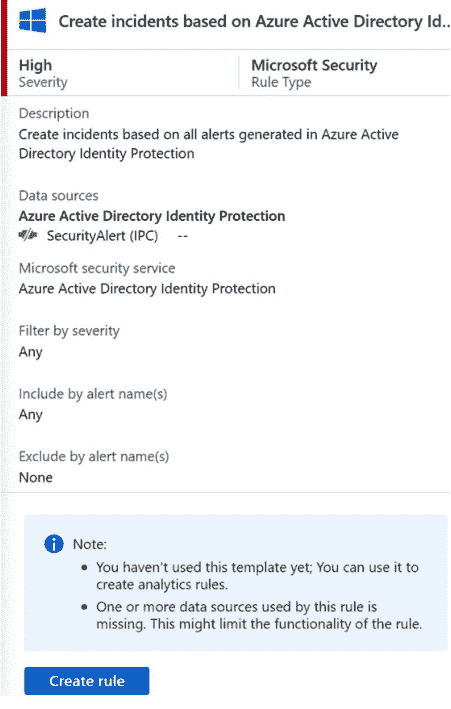 Create incidents based on Azure Active Directory Id...
High
Severity
Microsoft Security
Rule Type
Description
Create incidents based on all alerts generated in Azure Active
Directory Identity Protection
Data sources
Azure Active Directory Identity Protection
SecurityAlert (IPC) --
Microsoft security service
Azure Active Directory Identity Protection
Filter by severity
Any
Include by alert name(s)
Any
Exclude by alert name(s)
None
Note:
• You haven't used this template yet; You can use it to
create analytics rules.
• One or more data sources used by this rule is
missing. This might limit the functionality of the rule.
Create rule